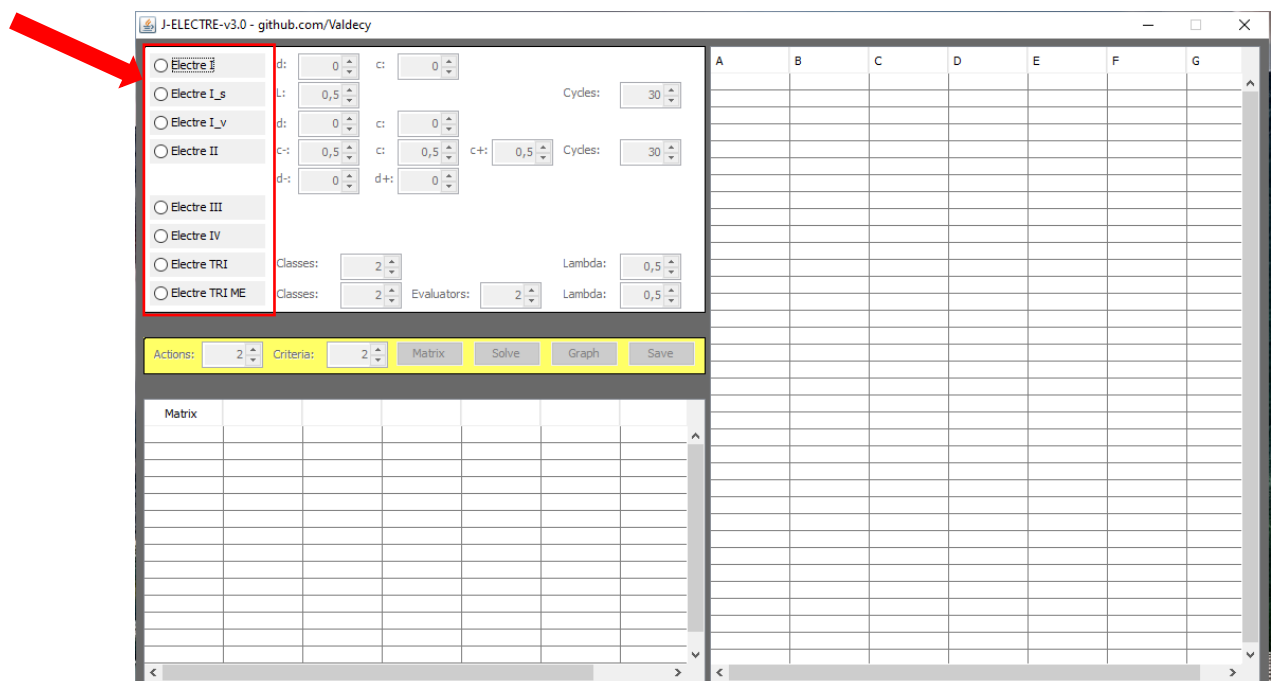 J-ELECTRE-v3.0 - github.com/Valdecy
Electre I d: 0 c: 0
Electre I_s L: 0,5 Cycles: 30
Electre I_v d: 0 c: 0
Electre II c-: 0,5 c: 0,5 c+: 0,5 Cycles: 30
d-: 0 d+: 0
Electre III
Electre IV
Electre TRI Classes: 2 Lambda: 0,5
Electre TRI ME Classes: 2 Evaluators: 2 Lambda: 0,5
Actions: 2 Criteria: 2 Matrix Solve Graph Save
Matrix
A B C D E F G